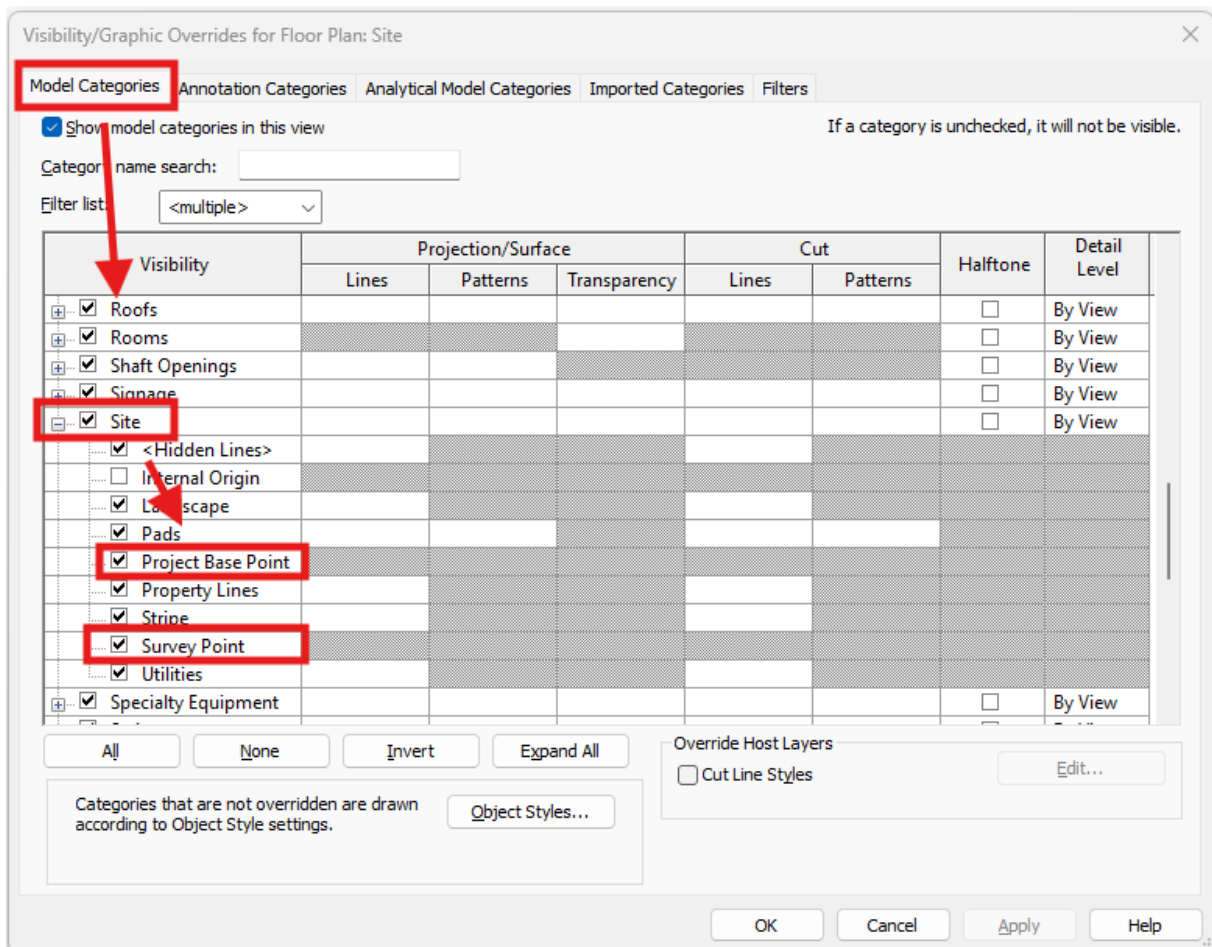 Visibility/Graphic Overrides for Floor Plan: Site
Model Categories Annotation Categories Analytical Model Categories Imported Categories Filters
Show model categories in this view
If a category is unchecked, it will not be visible.
Category name search:
Filter list: <multiple>
Visibility Projection/Surface Cut Halftone Detail Level
Lines Patterns Transparency Lines Patterns
Roofs By View
Rooms By View
Shaft Openings By View
Signage By View
Site By View
<Hidden Lines>
Internal Origin
Landscape
Pads
Project Base Point
Property Lines
Stripe
Survey Point
Utilities
Specialty Equipment By View
All None Invert Expand All
Override Host Layers
Cut Line Styles
Edit...
Categories that are not overridden are drawn
according to Object Style settings.
Object Styles...
OK Cancel Apply Help